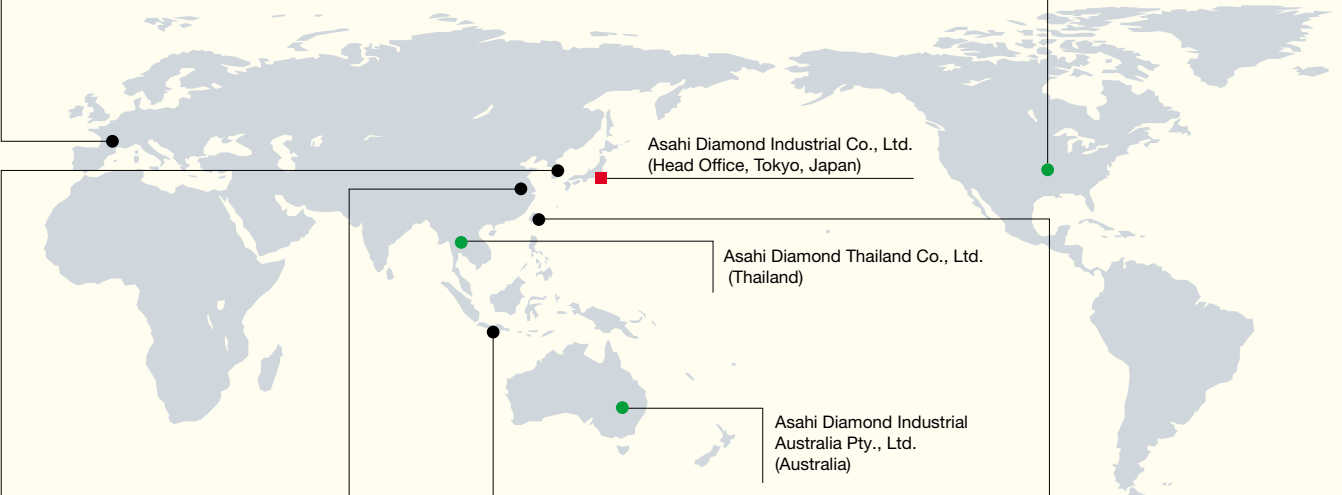 Asahi Diamond Industrial Co., Ltd.
(Head Office, Tokyo, Japan)
Asahi Diamond Thailand Co., Ltd.
(Thailand)
Asahi Diamond Industrial
Australia Pty., Ltd.
(Australia)